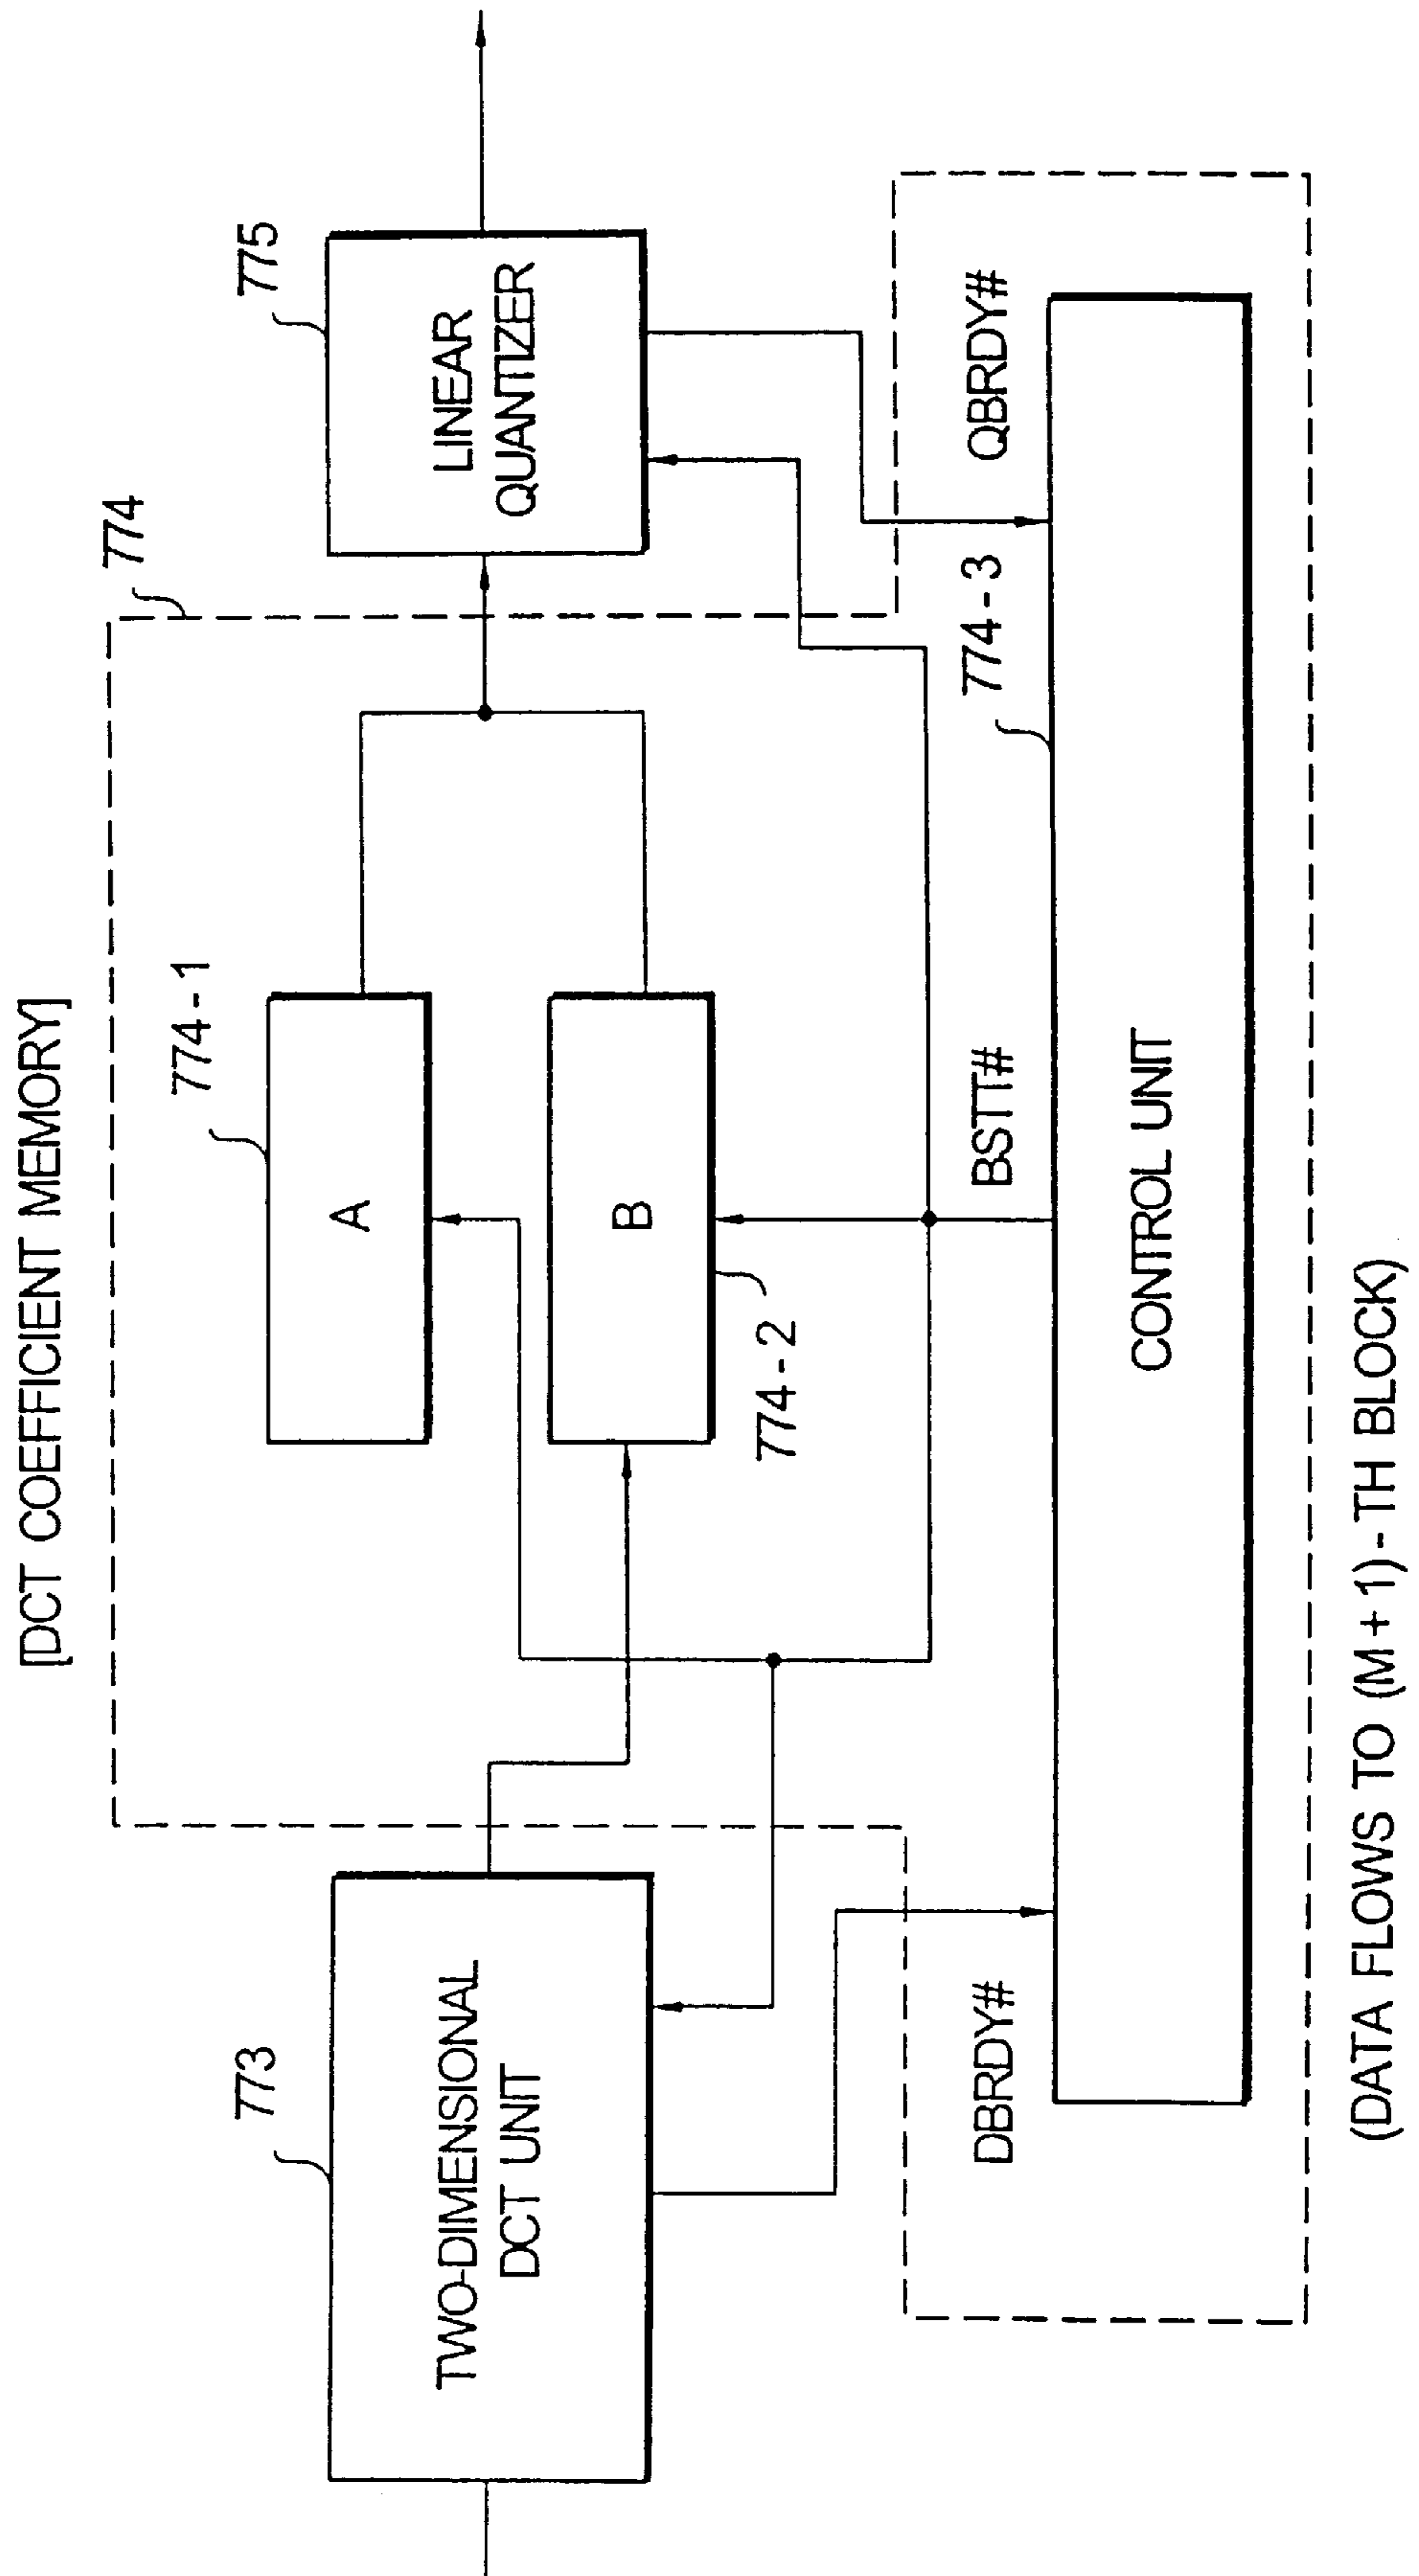 [DCT COEFFICIENT MEMORY]
774
773
TWO-DIMENSIONAL
DCT UNIT
774-1
A
B
774-2
775
LINEAR
QUANTIZER
DBRDY#
BSTT#
774-3
QBRDY#
CONTROL UNIT
(DATA FLOWS TO (M+1)-TH BLOCK)